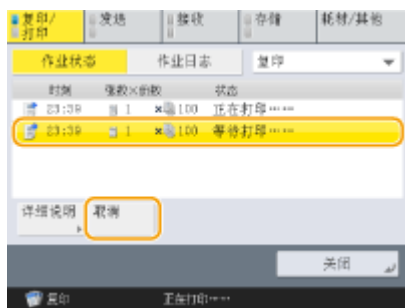 复印/打印 发送 接收 存储 耗材/其他
作业状态 作业日志 复印
时刻 张数×份数 状态
23:39 1 ×100 正在打印……
23:39 1 ×100 等待打印……
详细说明 取消
关闭
复印 正在打印……